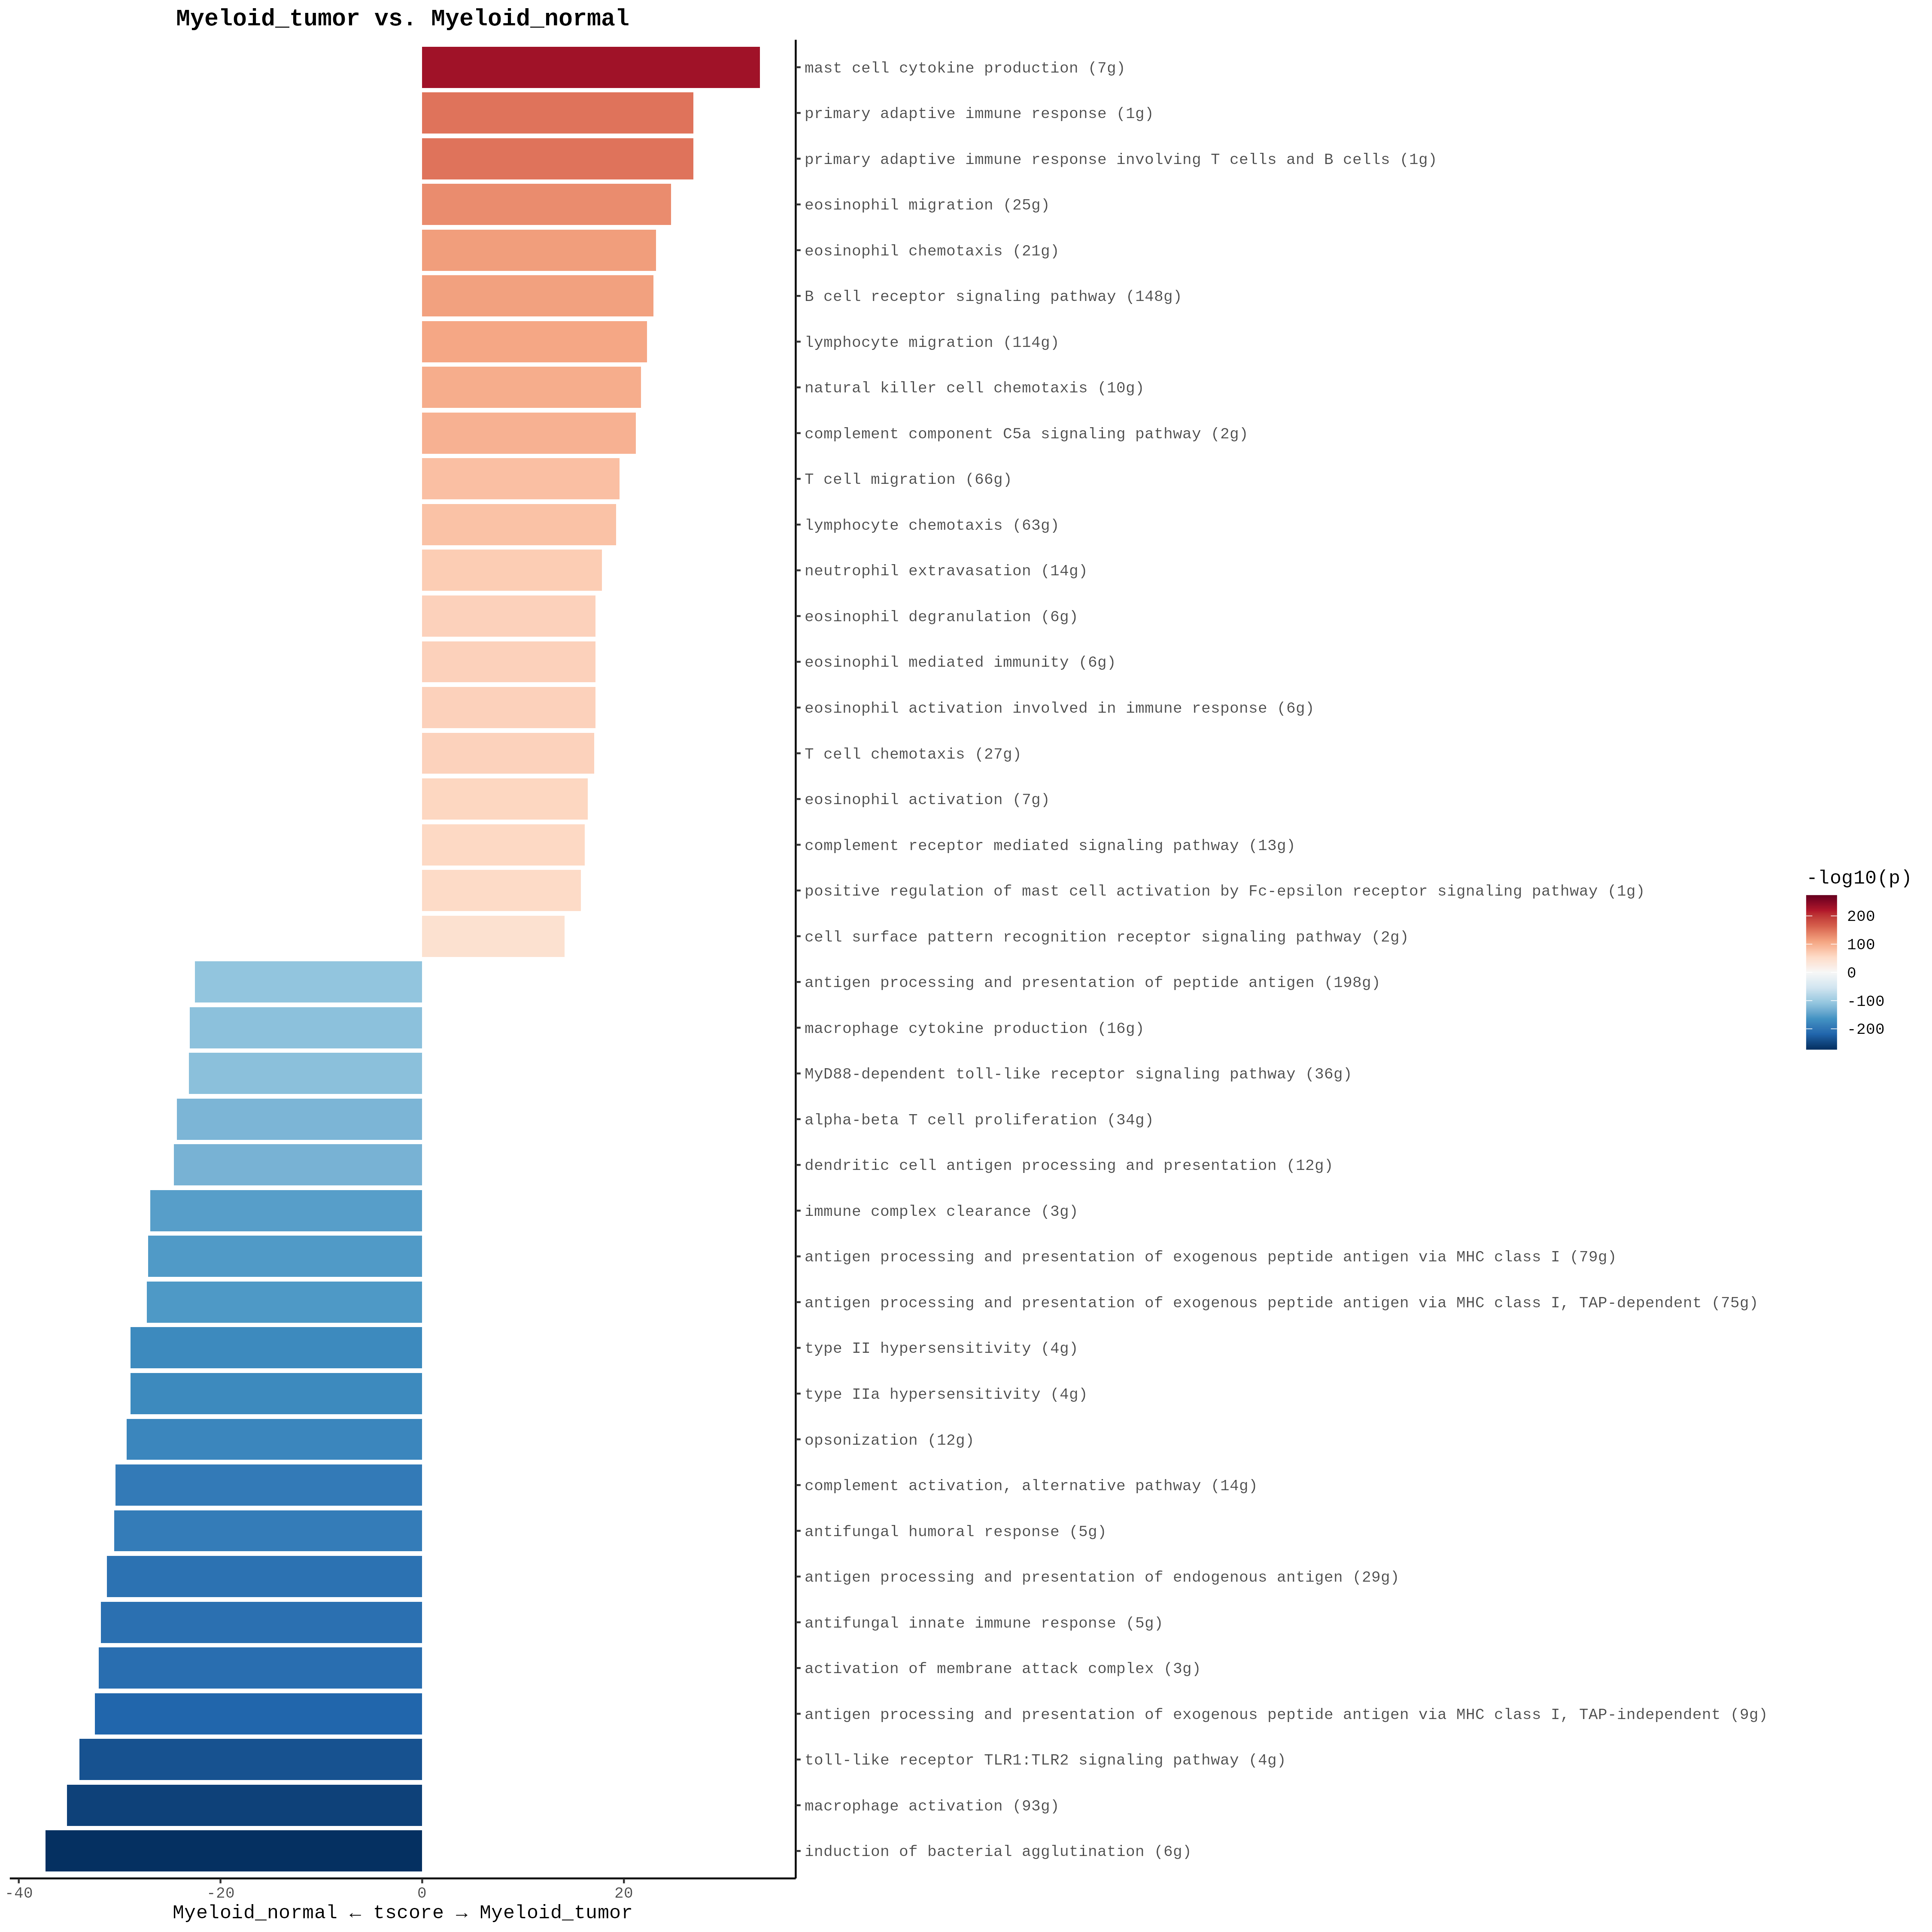 Myeloid_tumor vs. Myeloid_normal
mast cell cytokine production (7g)
primary adaptive immune response (1g)
primary adaptive immune response involving T cells and B cells (1g)
eosinophil migration (25g)
eosinophil chemotaxis (21g)
B cell receptor signaling pathway (148g)
lymphocyte migration (114g)
natural killer cell chemotaxis (10g)
complement component C5a signaling pathway (2g)
T cell migration (66g)
lymphocyte chemotaxis (63g)
neutrophil extravasation (14g)
eosinophil degranulation (6g)
eosinophil mediated immunity (6g)
eosinophil activation involved in immune response (6g)
T cell chemotaxis (27g)
eosinophil activation (7g)
complement receptor mediated signaling pathway (13g)
positive regulation of mast cell activation by Fc-epsilon receptor signaling pathway (1g)
cell surface pattern recognition receptor signaling pathway (2g)
antigen processing and presentation of peptide antigen (198g)
macrophage cytokine production (16g)
MyD88-dependent toll-like receptor signaling pathway (36g)
alpha-beta T cell proliferation (34g)
dendritic cell antigen processing and presentation (12g)
immune complex clearance (3g)
antigen processing and presentation of exogenous peptide antigen via MHC class I (79g)
antigen processing and presentation of exogenous peptide antigen via MHC class I, TAP-dependent (75g)
type II hypersensitivity (4g)
type IIa hypersensitivity (4g)
opsonization (12g)
complement activation, alternative pathway (14g)
antifungal humoral response (5g)
antigen processing and presentation of endogenous antigen (29g)
antifungal innate immune response (5g)
activation of membrane attack complex (3g)
antigen processing and presentation of exogenous peptide antigen via MHC class I, TAP-independent (9g)
toll-like receptor TLR1:TLR2 signaling pathway (4g)
macrophage activation (93g)
induction of bacterial agglutination (6g)
-40 -20 0 20
Myeloid_normal ← tscore → Myeloid_tumor
-log10(p)
200
100
0
-100
-200